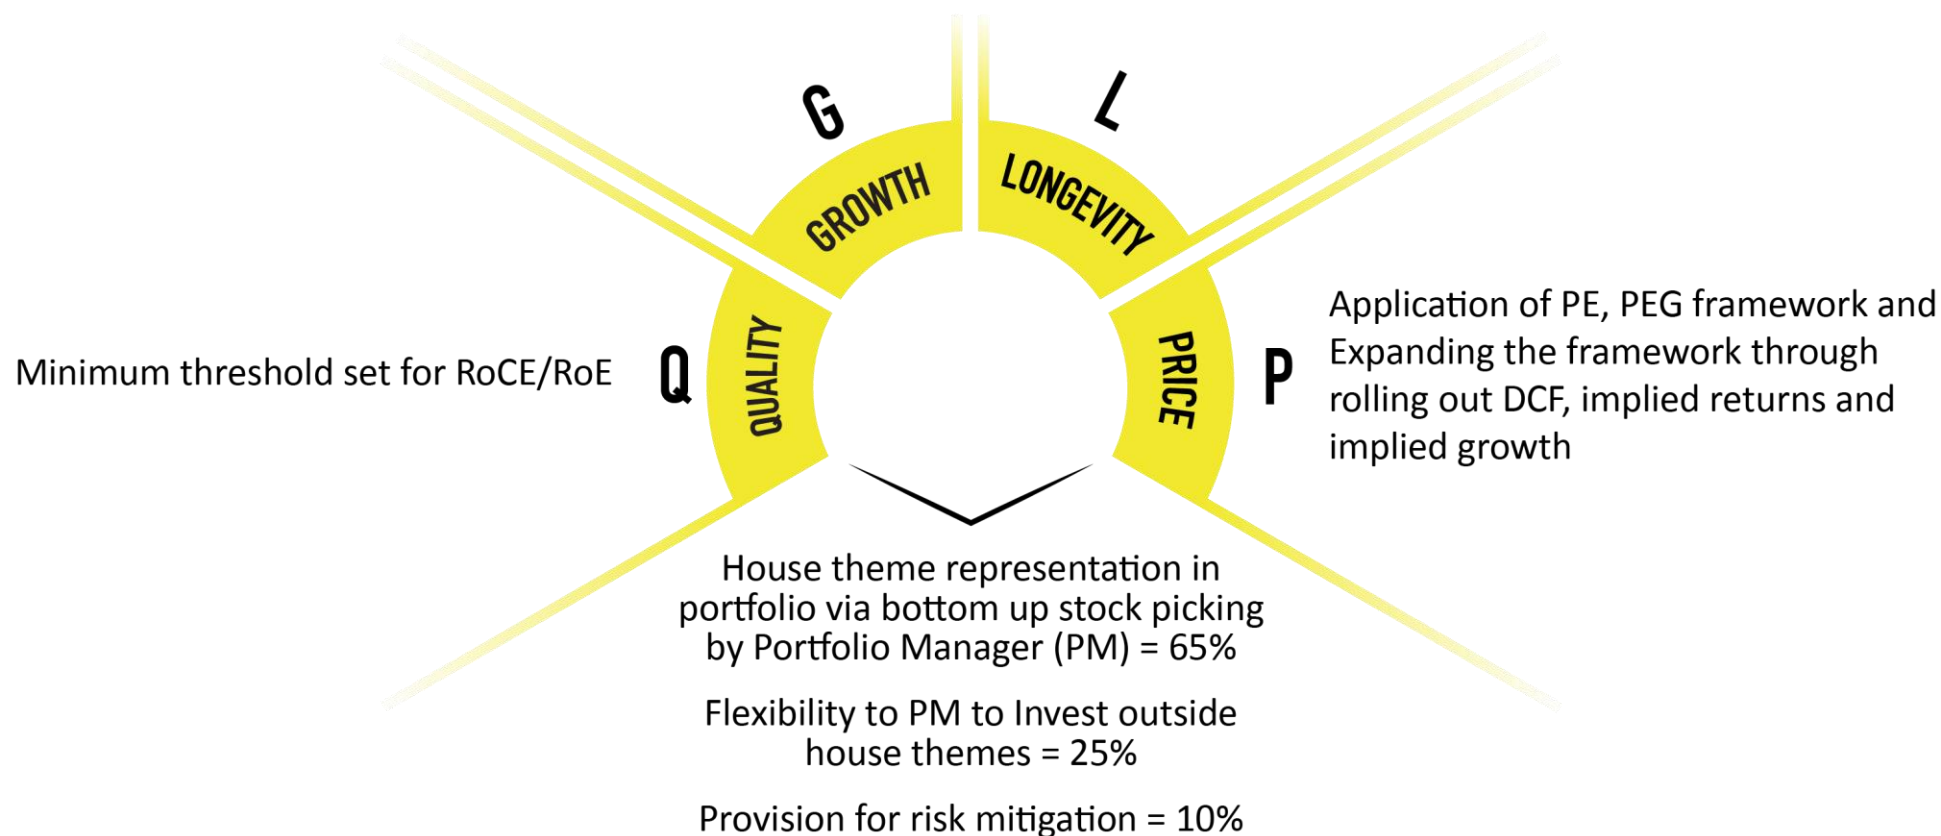 G
L
GROWTH
LONGEVITY
QUALITY
PRICE
Q
P
Minimum threshold set for RoCE/RoE
Application of PE, PEG framework and
Expanding the framework through
rolling out DCF, implied returns and
implied growth
House theme representation in
portfolio via bottom up stock picking
by Portfolio Manager (PM) = 65%
Flexibility to PM to Invest outside
house themes = 25%
Provision for risk mitigation = 10%